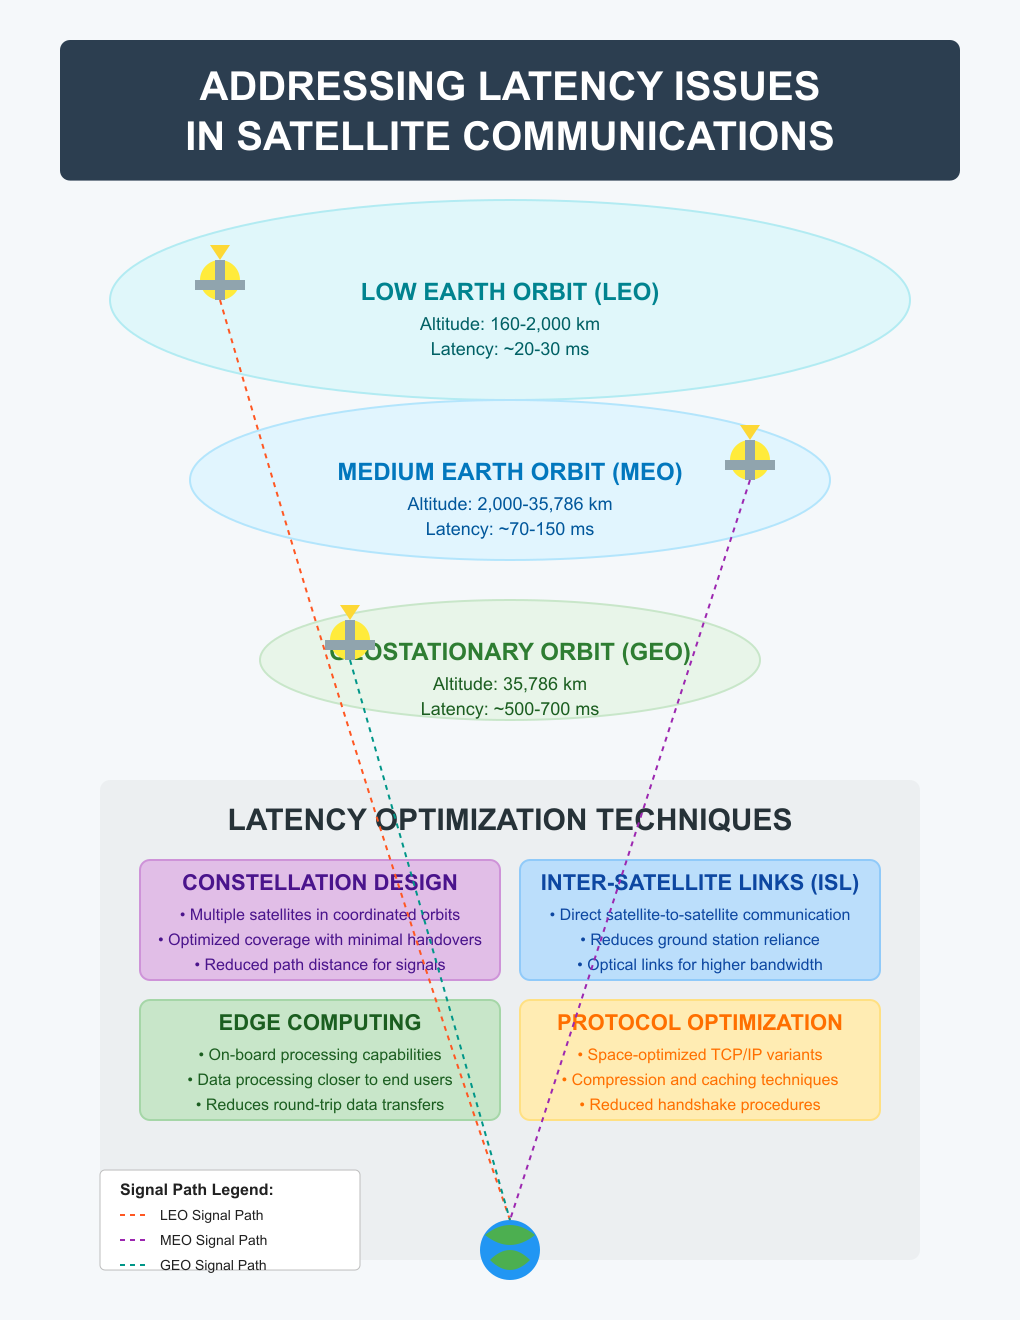 ADDRESSING LATENCY ISSUES
IN SATELLITE COMMUNICATIONS
LOW EARTH ORBIT (LEO)
Altitude: 160-2,000 km
Latency: ~20-30 ms
MEDIUM EARTH ORBIT (MEO)
Altitude: 2,000-35,786 km
Latency: ~70-150 ms
GEOSTATIONARY ORBIT (GEO)
Altitude: 35,786 km
Latency: ~500-700 ms
LATENCY OPTIMIZATION TECHNIQUES
CONSTELLATION DESIGN
• Multiple satellites in coordinated orbits
• Optimized coverage with minimal handovers
• Reduced path distance for signals
INTER-SATELLITE LINKS (ISL)
• Direct satellite-to-satellite communication
• Reduces ground station reliance
• Optical links for higher bandwidth
EDGE COMPUTING
• On-board processing capabilities
• Data processing closer to end users
• Reduces round-trip data transfers
PROTOCOL OPTIMIZATION
• Space-optimized TCP/IP variants
• Compression and caching techniques
• Reduced handshake procedures
Signal Path Legend:
LEO Signal Path
MEO Signal Path
GEO Signal Path